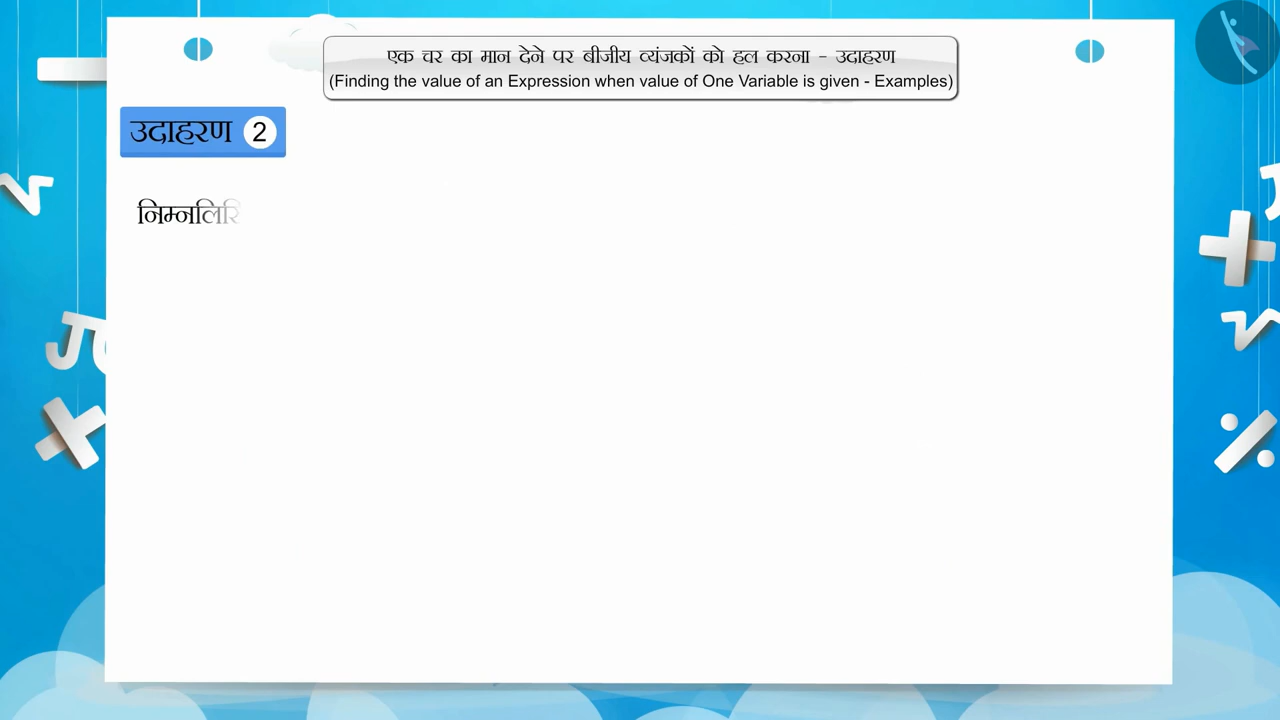 एक चर का मान देने पर बीजीय व्यंजकों को हल करना - उदाहरण
(Finding the value of an Expression when value of One Variable is given - Examples)
उदाहरण 2